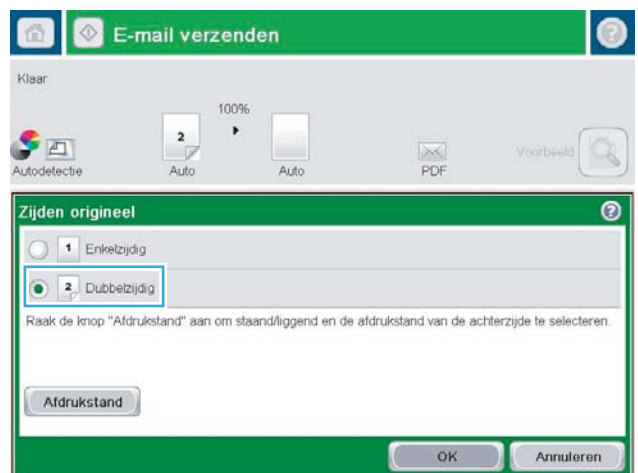 E-mail verzenden
Klaar
100%
2
Autodetectie
Auto
Auto
PDF
Voorbeeld
Zijden origineel
1 Enkelzijdig
2 Dubbelzijdig
Raak de knop "Afdrukstand" aan om staand/liggend en de afdrukstand van de achterzijde te selecteren.
Afdrukstand
OK
Annuleren